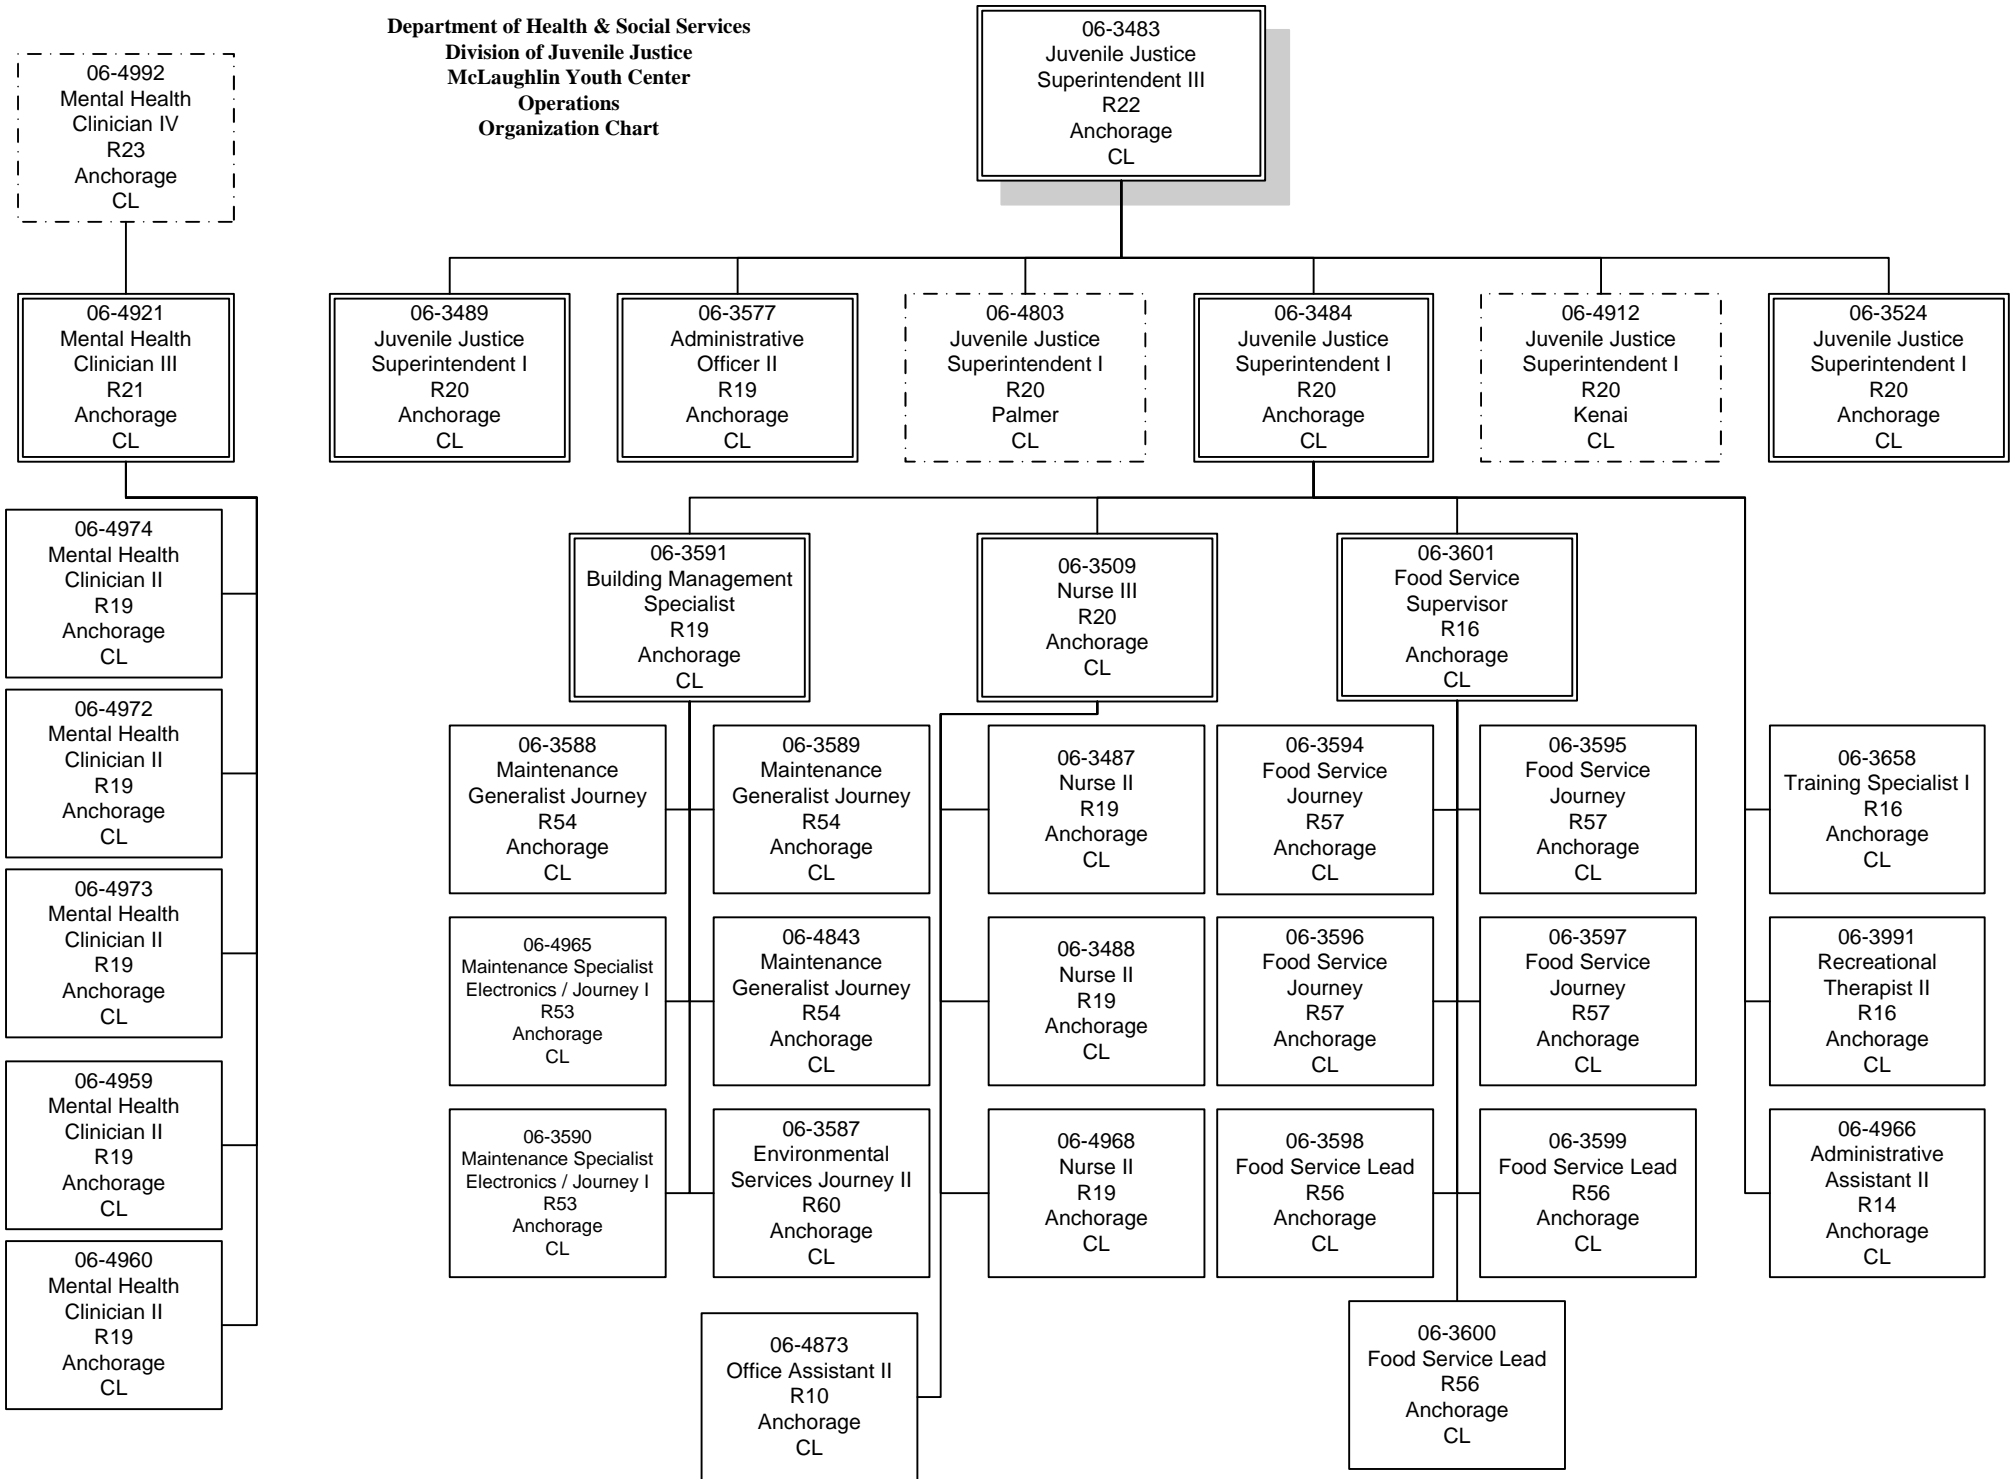 Department of Health & Social Services
Division of Juvenile Justice
McLaughlin Youth Center
Operations
Organization Chart
06-3483
Juvenile Justice
Superintendent III
R22
Anchorage
CL
06-4992
Mental Health
Clinician IV
R23
Anchorage
CL
06-4921
Mental Health
Clinician III
R21
Anchorage
CL
06-3489
Juvenile Justice
Superintendent I
R20
Anchorage
CL
06-3577
Administrative
Officer II
R19
Anchorage
CL
06-4803
Juvenile Justice
Superintendent I
R20
Palmer
CL
06-3484
Juvenile Justice
Superintendent I
R20
Anchorage
CL
06-4912
Juvenile Justice
Superintendent I
R20
Kenai
CL
06-3524
Juvenile Justice
Superintendent I
R20
Anchorage
CL
06-4974
Mental Health
Clinician II
R19
Anchorage
CL
06-4972
Mental Health
Clinician II
R19
Anchorage
CL
06-4973
Mental Health
Clinician II
R19
Anchorage
CL
06-4959
Mental Health
Clinician II
R19
Anchorage
CL
06-4960
Mental Health
Clinician II
R19
Anchorage
CL
06-3591
Building Management
Specialist
R19
Anchorage
CL
06-3509
Nurse III
R20
Anchorage
CL
06-3601
Food Service
Supervisor
R16
Anchorage
CL
06-3588
Maintenance
Generalist Journey
R54
Anchorage
CL
06-3589
Maintenance
Generalist Journey
R54
Anchorage
CL
06-3487
Nurse II
R19
Anchorage
CL
06-3594
Food Service
Journey
R57
Anchorage
CL
06-3595
Food Service
Journey
R57
Anchorage
CL
06-3658
Training Specialist I
R16
Anchorage
CL
06-4965
Maintenance Specialist
Electronics / Journey I
R53
Anchorage
CL
06-4843
Maintenance
Generalist Journey
R54
Anchorage
CL
06-3488
Nurse II
R19
Anchorage
CL
06-3596
Food Service
Journey
R57
Anchorage
CL
06-3597
Food Service
Journey
R57
Anchorage
CL
06-3991
Recreational
Therapist II
R16
Anchorage
CL
06-3590
Maintenance Specialist
Electronics / Journey I
R53
Anchorage
CL
06-3587
Environmental
Services Journey II
R60
Anchorage
CL
06-4968
Nurse II
R19
Anchorage
CL
06-3598
Food Service Lead
R56
Anchorage
CL
06-3599
Food Service Lead
R56
Anchorage
CL
06-4966
Administrative
Assistant II
R14
Anchorage
CL
06-4873
Office Assistant II
R10
Anchorage
CL
06-3600
Food Service Lead
R56
Anchorage
CL